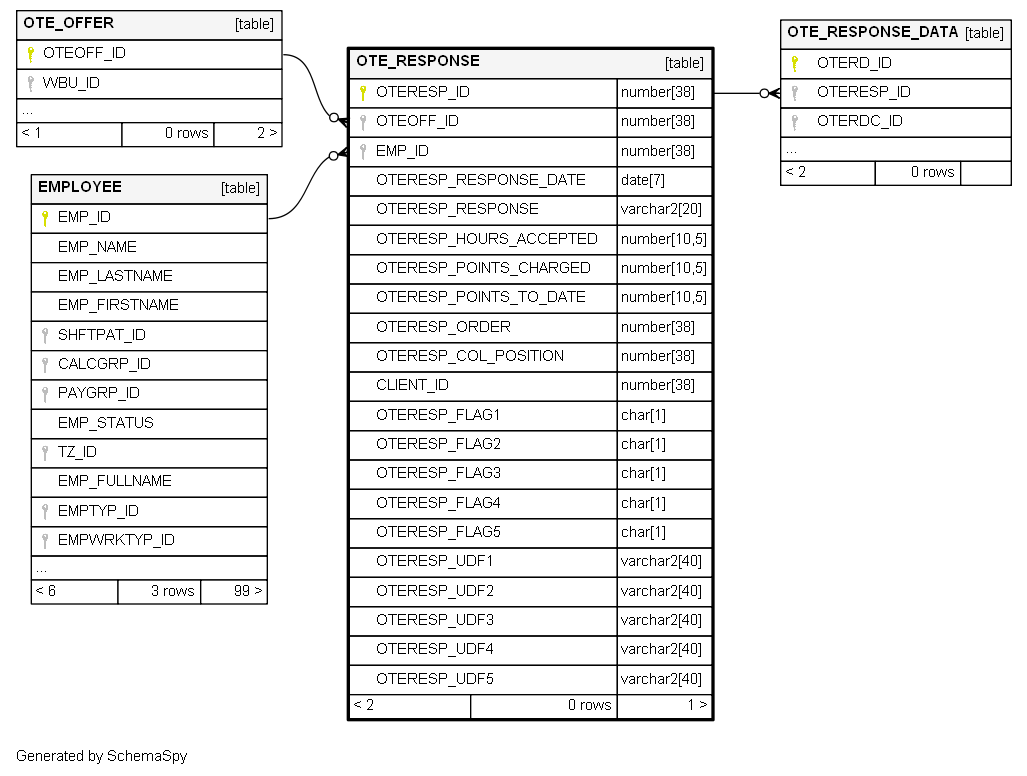 OTE_OFFER [table]
OTEOFF_ID
WBU_ID
...
< 1 0 rows 2 >
EMPLOYEE [table]
EMP_ID
EMP_NAME
EMP_LASTNAME
EMP_FIRSTNAME
SHFTPAT_ID
CALCGRP_ID
PAYGRP_ID
EMP_STATUS
TZ_ID
EMP_FULLNAME
EMPTYP_ID
EMPWRKTYP_ID
...
< 6 3 rows 99 >
OTE_RESPONSE [table]
OTERESP_ID number[38]
OTEOFF_ID number[38]
EMP_ID number[38]
OTERESP_RESPONSE_DATE date[7]
OTERESP_RESPONSE varchar2[20]
OTERESP_HOURS_ACCEPTED number[10,5]
OTERESP_POINTS_CHARGED number[10,5]
OTERESP_POINTS_TO_DATE number[10,5]
OTERESP_ORDER number[38]
OTERESP_COL_POSITION number[38]
CLIENT_ID number[38]
OTERESP_FLAG1 char[1]
OTERESP_FLAG2 char[1]
OTERESP_FLAG3 char[1]
OTERESP_FLAG4 char[1]
OTERESP_FLAG5 char[1]
OTERESP_UDF1 varchar2[40]
OTERESP_UDF2 varchar2[40]
OTERESP_UDF3 varchar2[40]
OTERESP_UDF4 varchar2[40]
OTERESP_UDF5 varchar2[40]
< 2 0 rows 1 >
OTE_RESPONSE_DATA [table]
OTERD_ID
OTERESP_ID
OTERDC_ID
...
< 2 0 rows
Generated by SchemaSpy